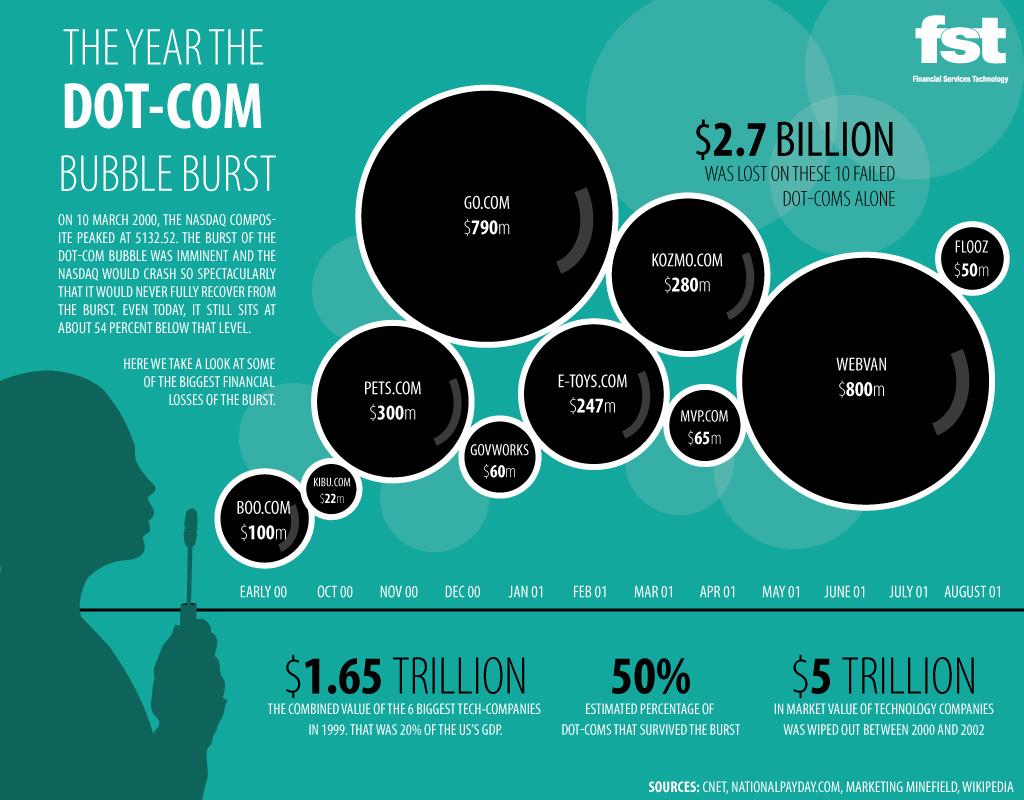 THE YEAR THE
DOT-COM
BUBBLE BURST
ON 10 MARCH 2000, THE NASDAQ COMPOS-
ITE PEAKED AT 5132.52. THE BURST OF THE
DOT-COM BUBBLE WAS IMMINENT AND THE
NASDAQ WOULD CRASH SO SPECTACULARLY
THAT IT WOULD NEVER FULLY RECOVER FROM
THE BURST. EVEN TODAY, IT STILL SITS AT
ABOUT 54 PERCENT BELOW THAT LEVEL.
HERE WE TAKE A LOOK AT SOME
OF THE BIGGEST FINANCIAL
LOSSES OF THE BURST.
fst
Financial Services Technology
$2.7 BILLION
WAS LOST ON THESE 10 FAILED
DOT-COMS ALONE
BOO.COM
$100m
KIBU.COM
$22m
PETS.COM
$300m
GO.COM
$790m
GOVWORKS
$60m
E-TOYS.COM
$247m
KOZMO.COM
$280m
MVP.COM
$65m
WEBVAN
$800m
FLOOZ
$50m
EARLY 00 OCT 00 NOV 00 DEC 00 JAN 01 FEB 01 MAR 01 APR 01 MAY 01 JUNE 01 JULY 01 AUGUST 01
$1.65 TRILLION
THE COMBINED VALUE OF THE 6 BIGGEST TECH-COMPANIES
IN 1999. THAT WAS 20% OF THE US'S GDP.
50%
ESTIMATED PERCENTAGE OF
DOT-COMS THAT SURVIVED THE BURST
$5 TRILLION
IN MARKET VALUE OF TECHNOLOGY COMPANIES
WAS WIPED OUT BETWEEN 2000 AND 2002
SOURCES: CNET, NATIONALPAYDAY.COM, MARKETING MINEFIELD, WIKIPEDIA